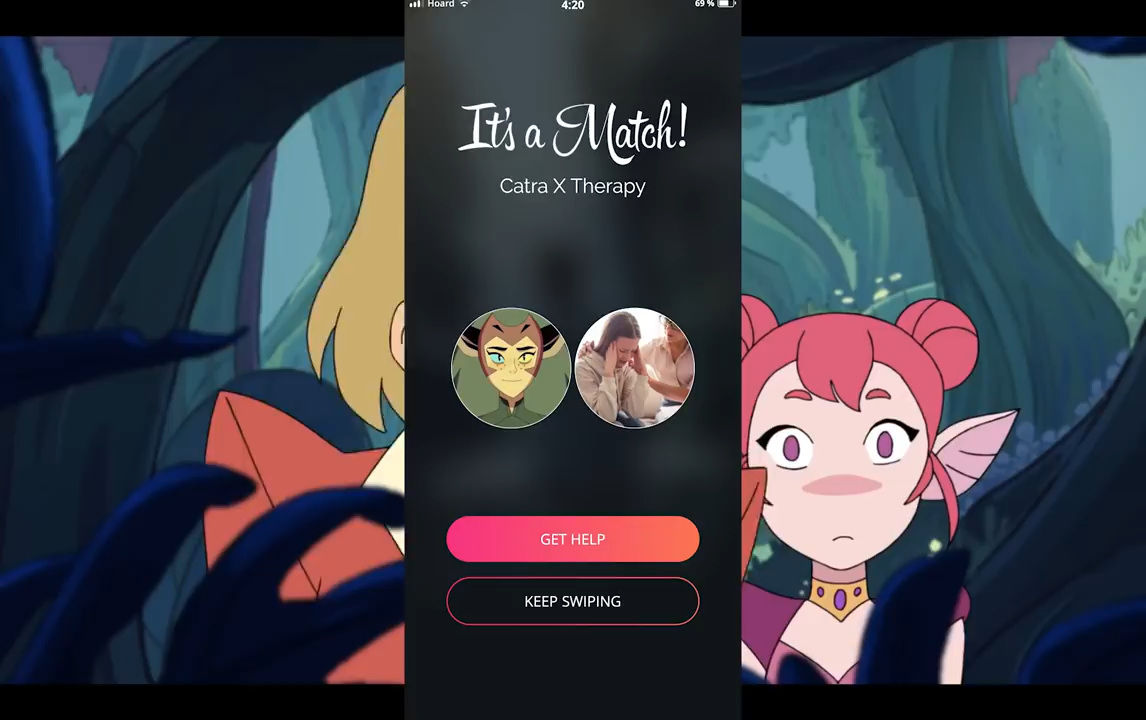 Hoard 4:20 69 %
It's a Match!
Catra X Therapy
GET HELP
KEEP SWIPING